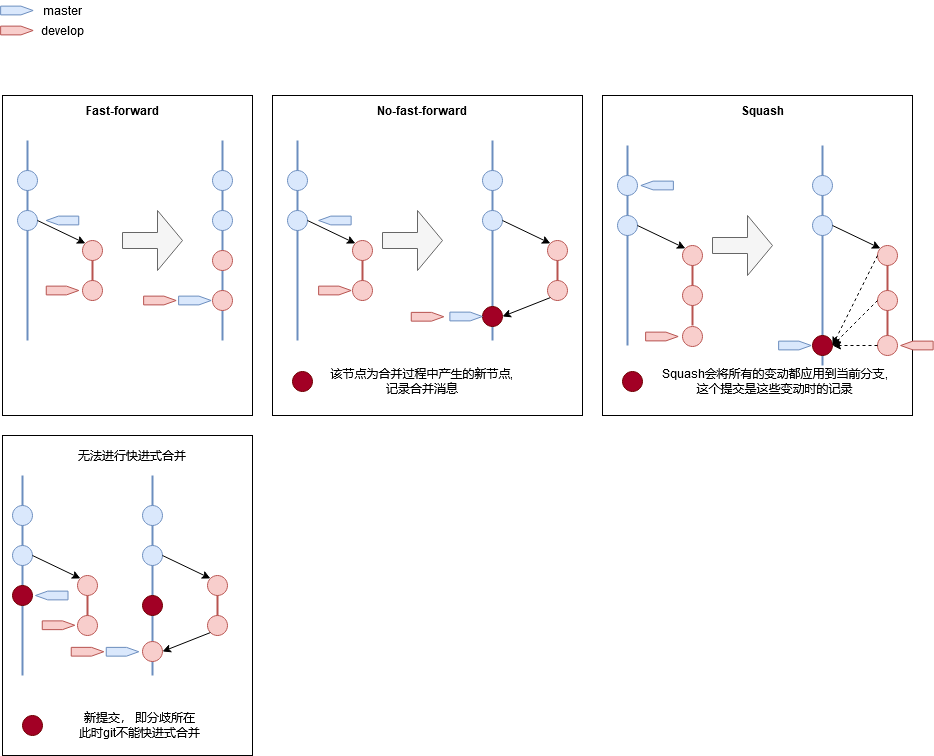 master
develop
Fast-forward
No-fast-forward
Squash
该节点为合并过程中产生的新节点,
记录合并消息
Squash会将所有的变动都应用到当前分支,
这个提交是这些变动时的记录
无法进行快进式合并
新提交， 即分歧所在
此时git不能快进式合并